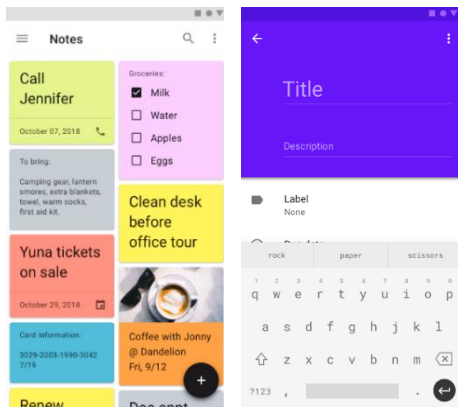 Notes
Call
Jennifer
October 07, 2018
To bring:
Camping gear, lantern
smores, extra blankets,
towel, warm socks,
first aid kit.
Yuna tickets
on sale
October 29, 2018
Card information:
3029-2003-1990-3042
7/19
Renew
Groceries:
Milk
Water
Apples
Eggs
Clean desk
before
office tour
Coffee with Jonny
@ Dandelion
Fri, 9/12
+
Doc appt
Title
Description
Label
None
Due date
rock paper scissors
1 2 3 4 5 6 7 8 9 0
q w e r t y u i o p
a s d f g h j k l
z x c v b n m
?123 , .